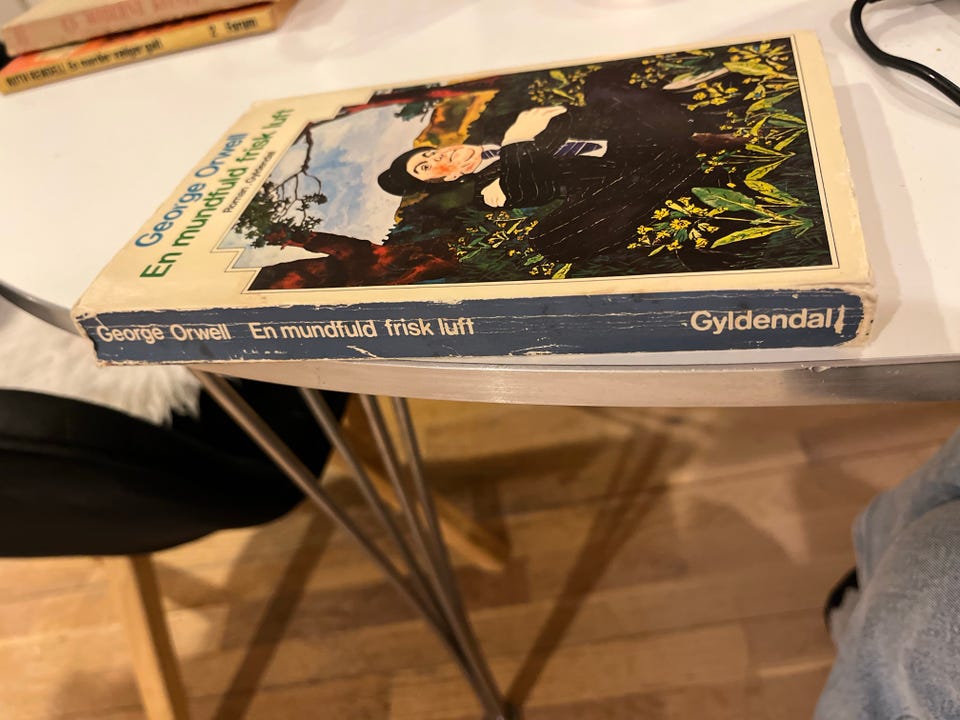 RUTH RENDELL: En morder vælger gift 2 Forum
George Orwell
En mundfuld frisk luft
Roman. Gyldendal
George Orwell En mundfuld frisk luft Gyldendal